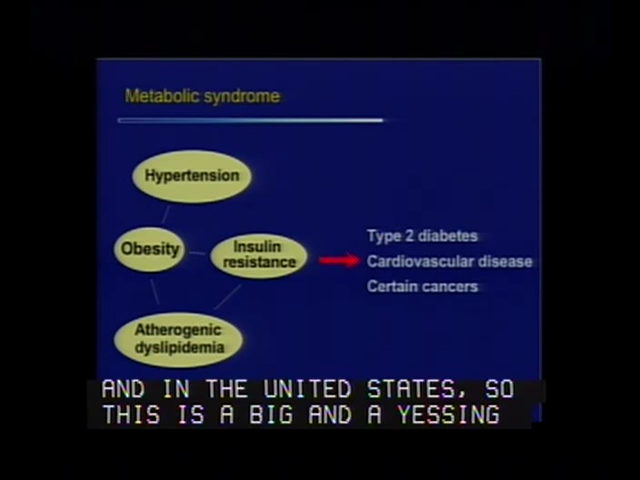 Metabolic syndrome
Hypertension
Obesity
Insulin
resistance
Atherogenic
dyslipidemia
Type 2 diabetes
Cardiovascular disease
Certain cancers
AND IN THE UNITED STATES, SO
THIS IS A BIG AND A YESSING